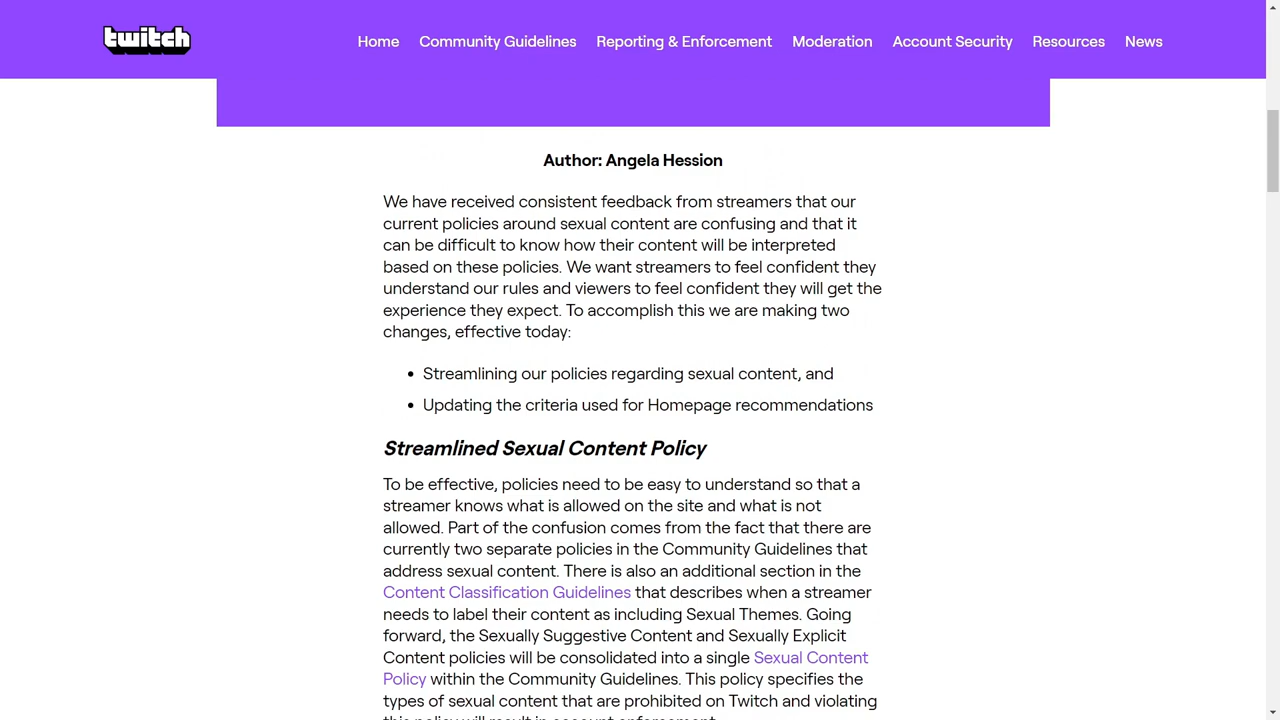 twitch
Home Community Guidelines Reporting & Enforcement Moderation Account Security Resources News
Author: Angela Hession
We have received consistent feedback from streamers that our
current policies around sexual content are confusing and that it
can be difficult to know how their content will be interpreted
based on these policies. We want streamers to feel confident they
understand our rules and viewers to feel confident they will get the
experience they expect. To accomplish this we are making two
changes, effective today:
• Streamlining our policies regarding sexual content, and
• Updating the criteria used for Homepage recommendations
Streamlined Sexual Content Policy
To be effective, policies need to be easy to understand so that a
streamer knows what is allowed on the site and what is not
allowed. Part of the confusion comes from the fact that there are
currently two separate policies in the Community Guidelines that
address sexual content. There is also an additional section in the
Content Classification Guidelines that describes when a streamer
needs to label their content as including Sexual Themes. Going
forward, the Sexually Suggestive Content and Sexually Explicit
Content policies will be consolidated into a single Sexual Content
Policy within the Community Guidelines. This policy specifies the
types of sexual content that are prohibited on Twitch and violating
this policy will result in account enforcement.